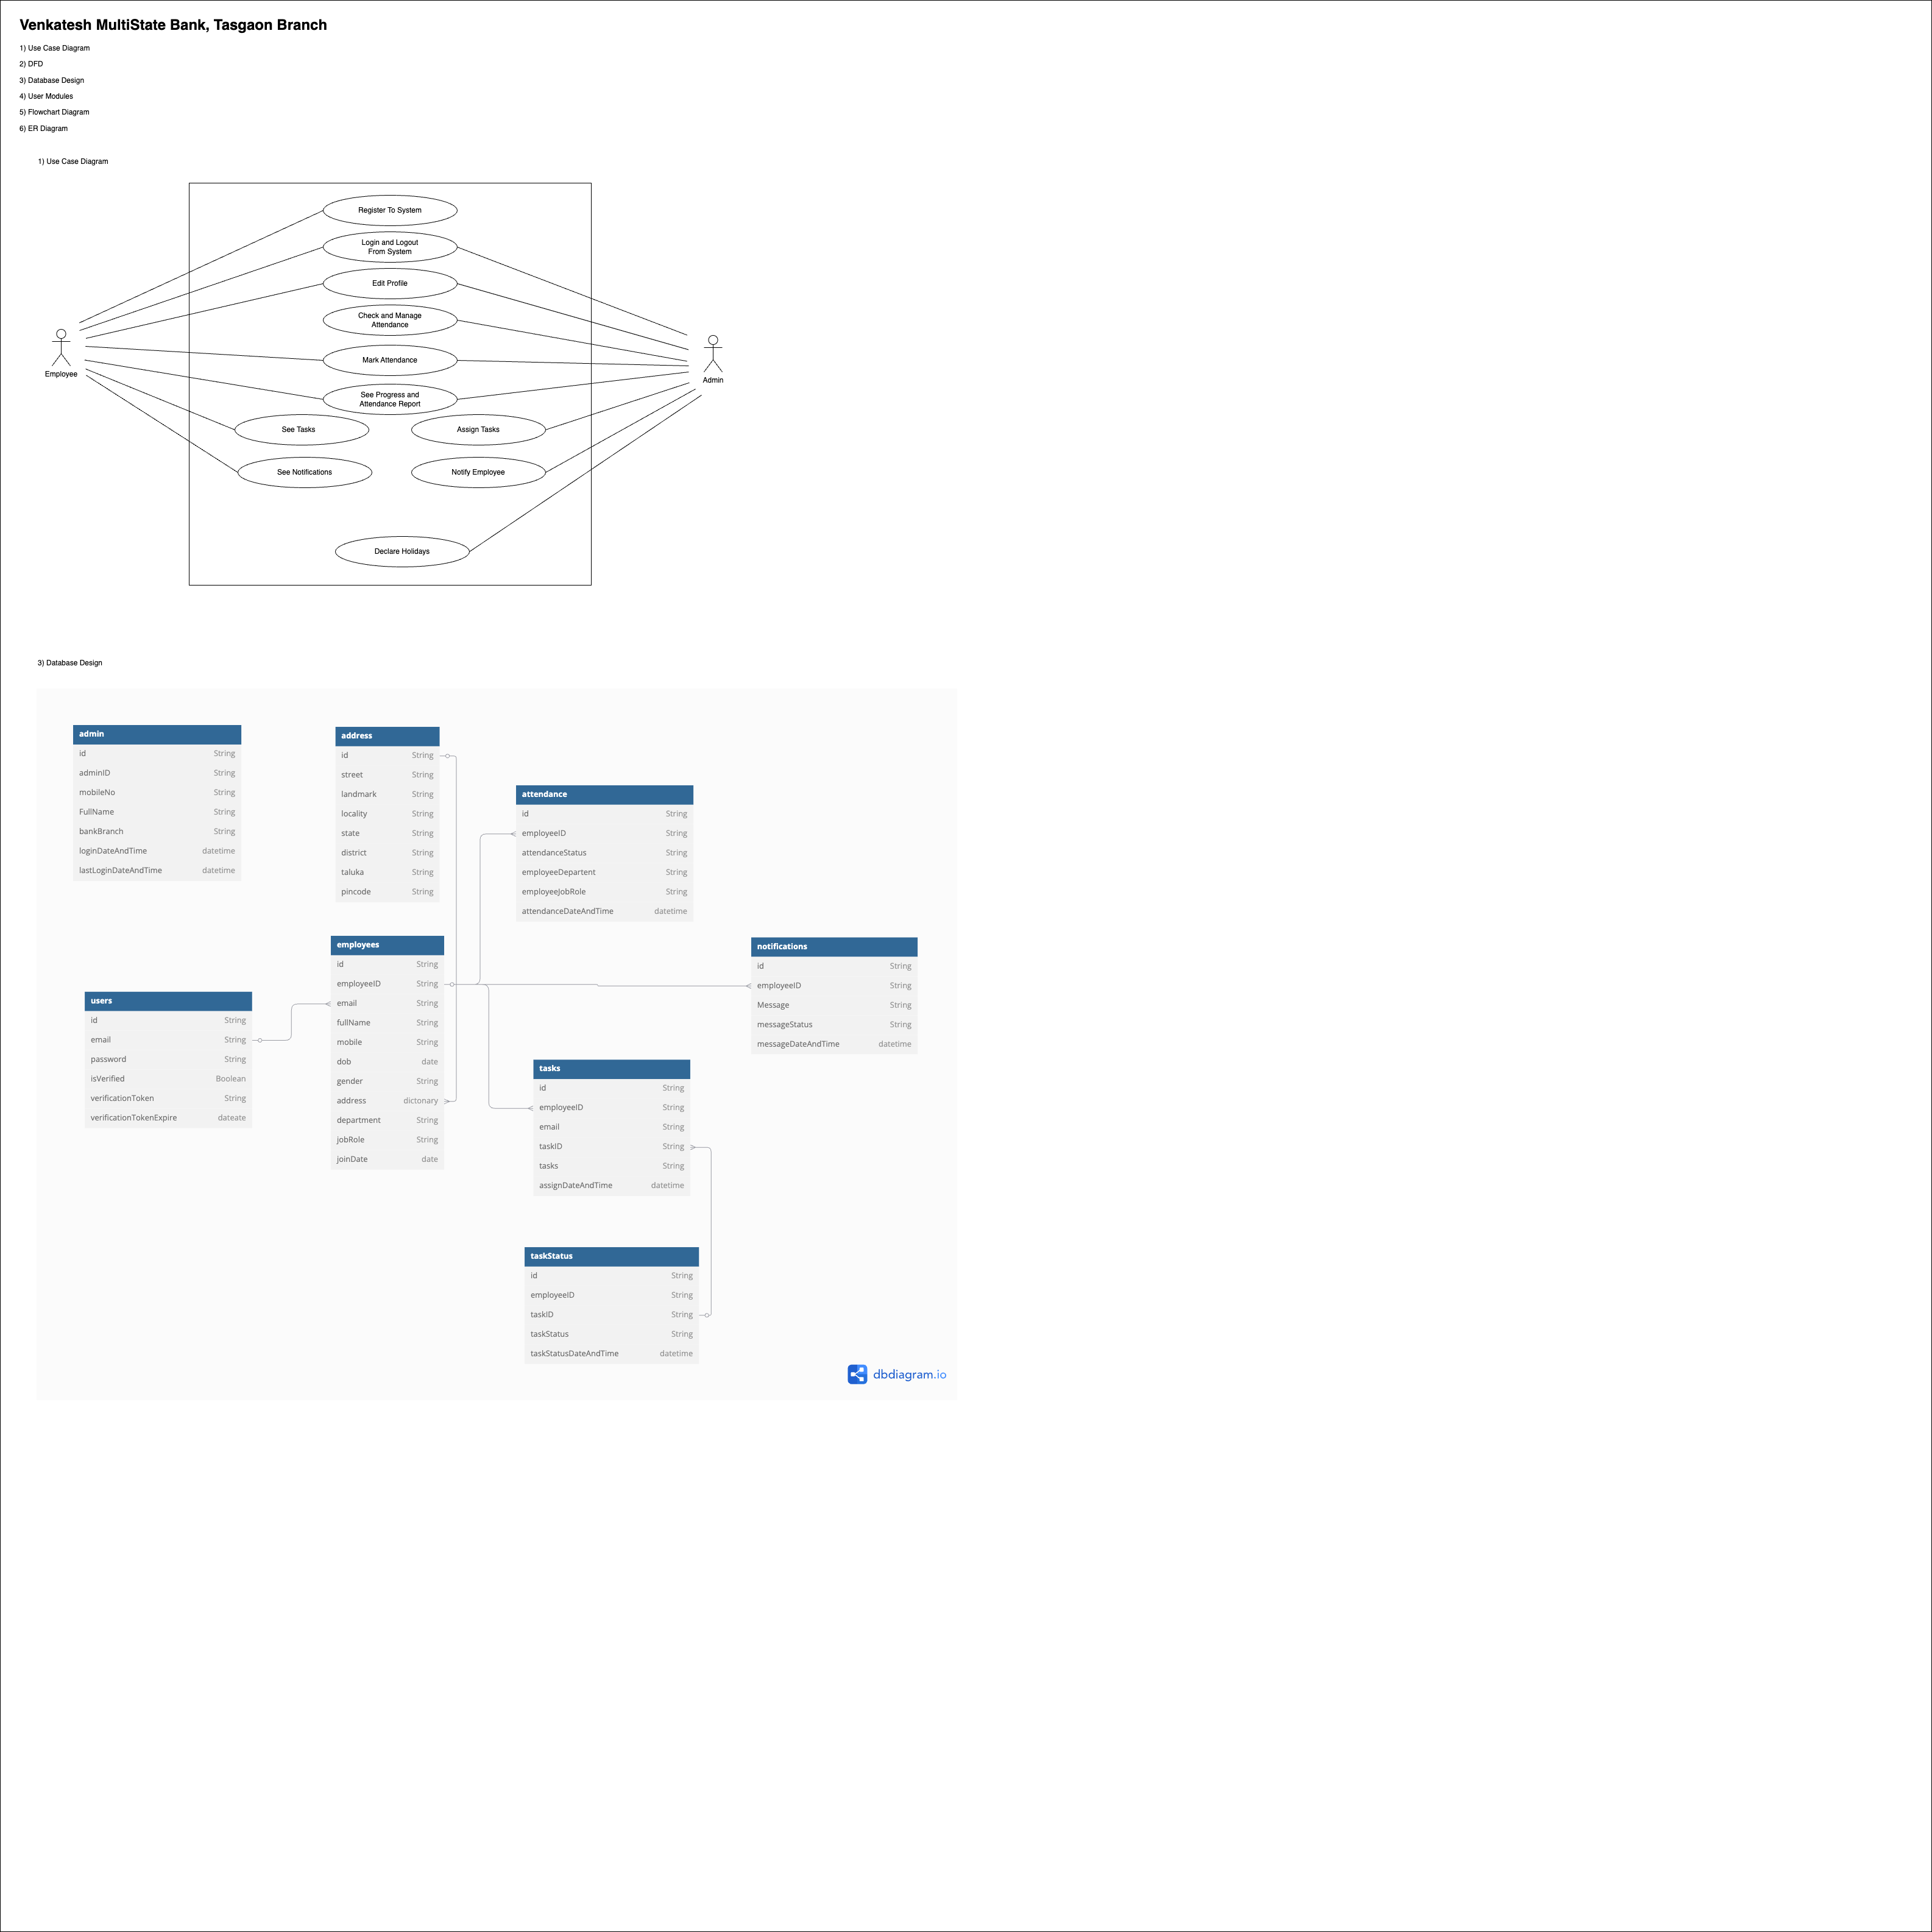 Venkatesh MultiState Bank, Tasgaon Branch
1) Use Case Diagram
2) DFD
3) Database Design
4) User Modules
5) Flowchart Diagram
6) ER Diagram
1) Use Case Diagram
Register To System
Login and Logout
From System
Edit Profile
Check and Manage
Attendance
Mark Attendance
See Progress and
Attendance Report
See Tasks
Assign Tasks
See Notifications
Notify Employee
Declare Holidays
Employee
Admin
3) Database Design
admin
id String
adminID String
mobileNo String
FullName String
bankBranch String
loginDateAndTime datetime
lastLoginDateAndTime datetime
address
id String
street String
landmark String
locality String
state String
district String
taluka String
pincode String
attendance
id String
employeeID String
attendanceStatus String
employeeDepartent String
employeeJobRole String
attendanceDateAndTime datetime
employees
id String
employeeID String
email String
fullName String
mobile String
dob date
gender String
address dictonary
department String
jobRole String
joinDate date
notifications
id String
employeeID String
Message String
messageStatus String
messageDateAndTime datetime
users
id String
email String
password String
isVerified Boolean
verificationToken String
verificationTokenExpire dateate
tasks
id String
employeeID String
email String
taskID String
tasks String
assignDateAndTime datetime
taskStatus
id String
employeeID String
taskID String
taskStatus String
taskStatusDateAndTime datetime
dbdiagram.io